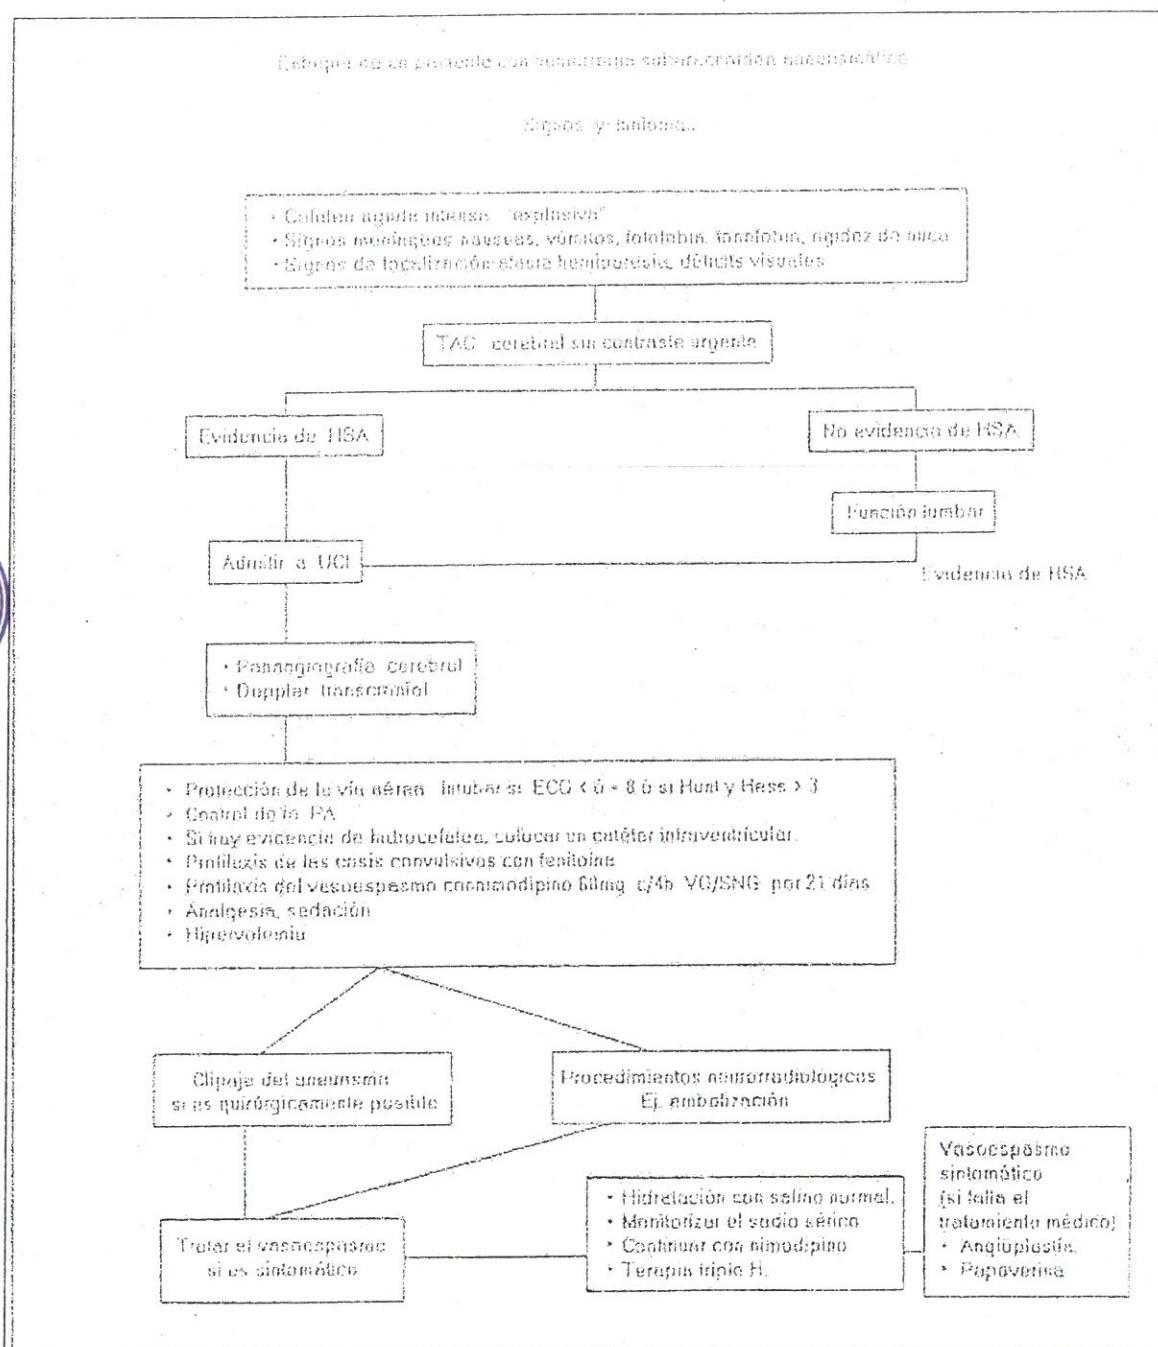 Enfoque de un paciente con hemorragia subaracnoidea aneurismática
Signos y síntomas
• Cefalea aguda intensa "explosiva"
• Signos meníngeos náuseas, vómitos, fotofobia, fonofobia, rigidez de nuca
• Signos de focalización afasia hemiparesia, déficits visuales
TAC cerebral sin contraste urgente
Evidencia de HSA
No evidencia de HSA
Punción lumbar
Admitir a UCI
Evidencia de HSA
• Panangiografía cerebral
• Doppler transcraneal
• Protección de la vía aérea Intubar si ECG < ó = 8 ó si Hunt y Hess > 3
• Control de la PA
• Si hay evidencia de hidrocefalea, colocar un catéter intraventricular.
• Profilaxis de las crisis convulsivas con fenitoina
• Profilaxis del vasoespasmo con nimodipino 60mg c/4h VO/SNG por 21 días
• Analgesia, sedación
• Hipervolemia
Clipaje del aneurisma
si es quirúrgicamente posible
Procedimientos neurorradiológicos
Ej. embolización
Tratar el vasoespasmo
si es sintomático
• Hidratación con salino normal.
• Monitorizar el sodio sérico
• Continuar con nimodipino
• Terapia triple H.
Vasoespasmo
sintomático
(si falla el
tratamiento médico)
• Angioplastia.
• Papaverina